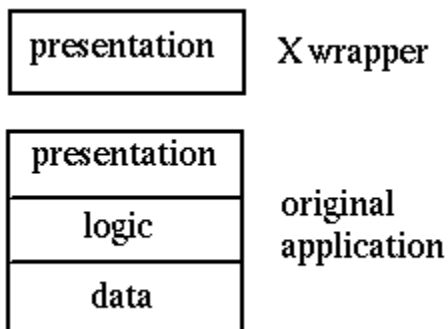 presentation X wrapper
presentation
logic
original
application
data